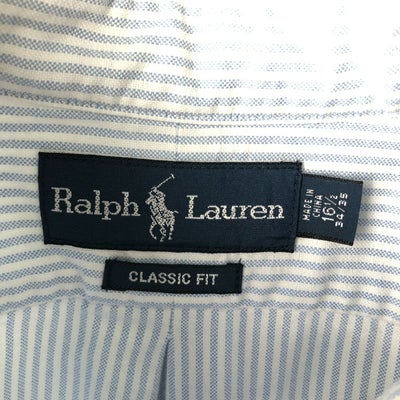 Ralph Lauren
MADE IN
CHINA
16½
34/35
CLASSIC FIT